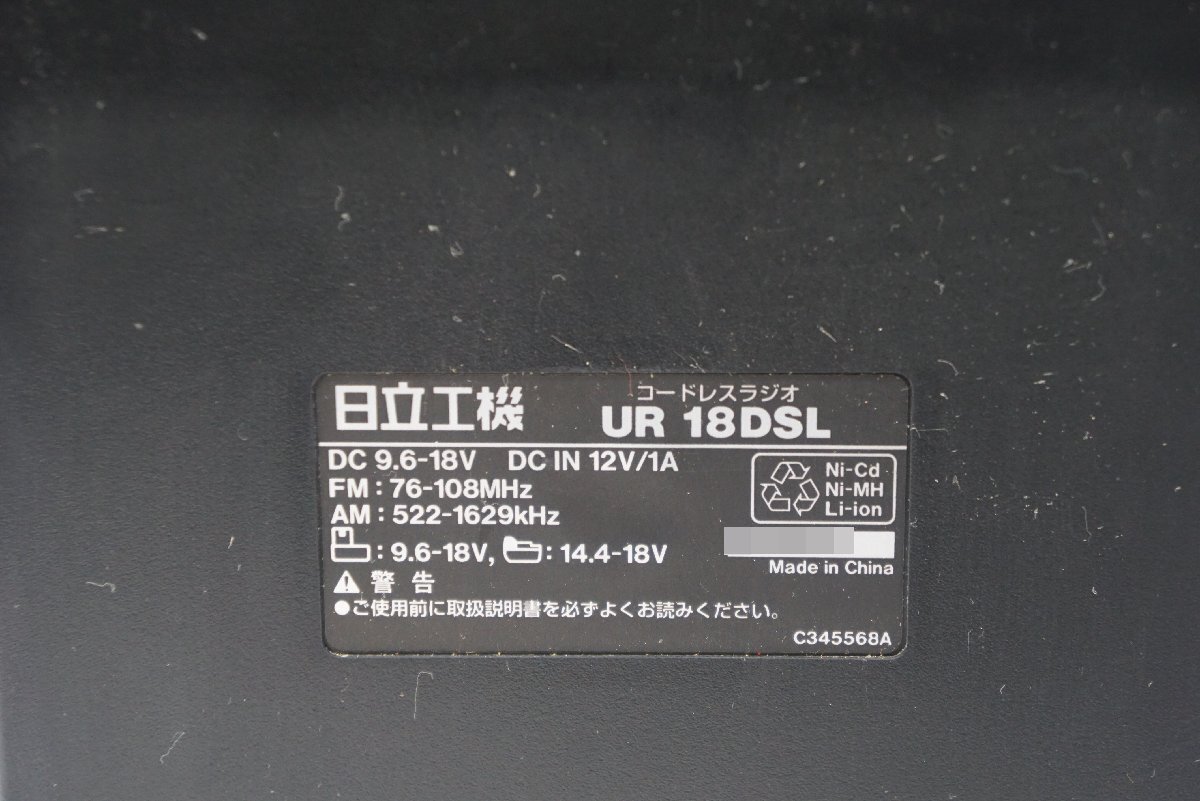 日立工機
コードレスラジオ
UR 18DSL
DC 9.6-18V DC IN 12V/1A
FM : 76-108MHz
AM : 522-1629kHz
: 9.6-18V, : 14.4-18V
Ni-Cd
Ni-MH
Li-ion
Made in China
⚠ 警告
●ご使用前に取扱説明書を必ずよくお読みください。
C345568A